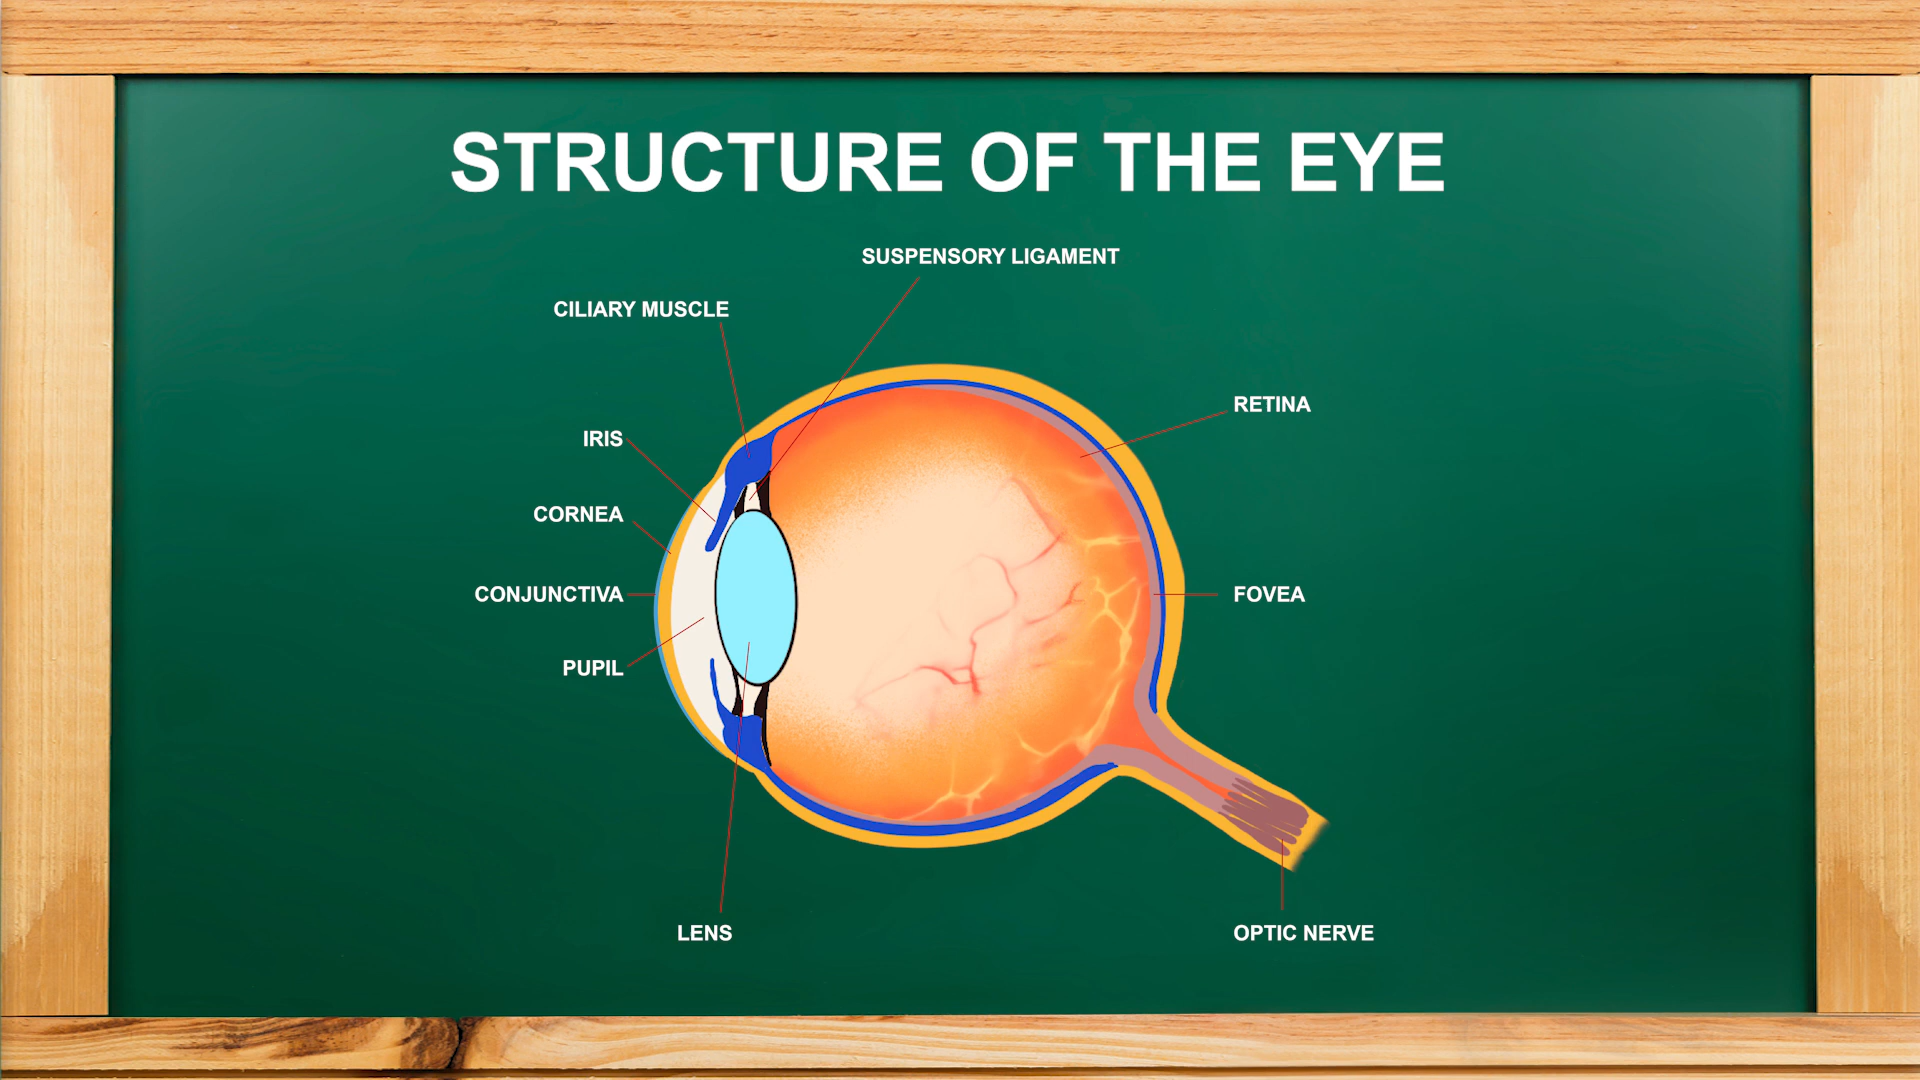 STRUCTURE OF THE EYE
SUSPENSORY LIGAMENT
CILIARY MUSCLE
RETINA
IRIS
CORNEA
CONJUNCTIVA
FOVEA
PUPIL
LENS
OPTIC NERVE